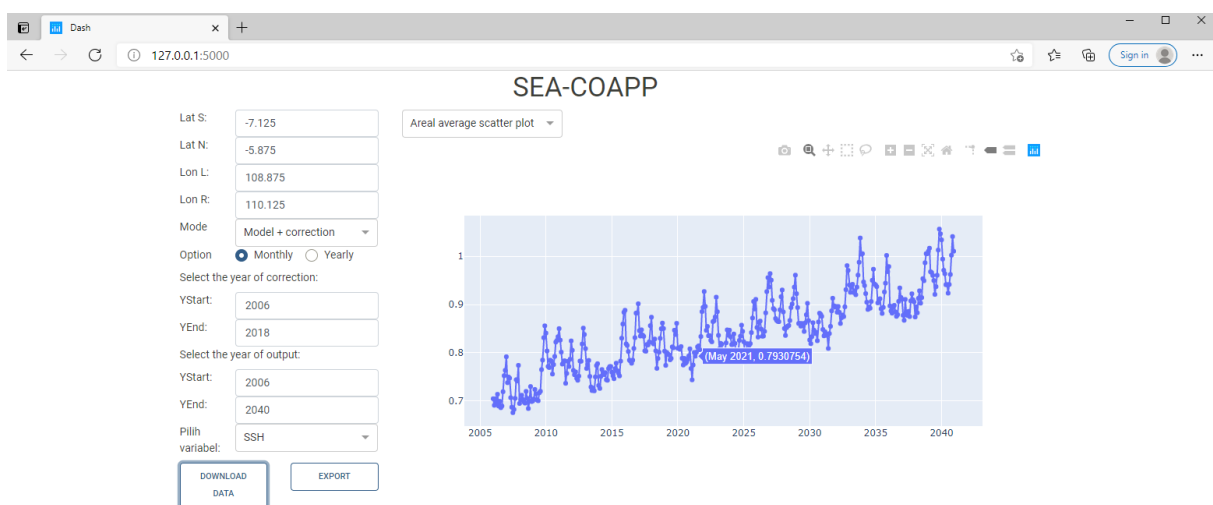 Dash
127.0.0.1:5000
Sign in
SEA-COAPP
Lat S:
-7.125
Lat N:
-5.875
Lon L:
108.875
Lon R:
110.125
Mode
Model + correction
Option
Monthly
Yearly
Select the year of correction:
YStart:
2006
YEnd:
2018
Select the year of output:
YStart:
2006
YEnd:
2040
Pilih
variabel:
SSH
DOWNLOAD
DATA
EXPORT
Areal average scatter plot
1
0.9
0.8
0.7
(May 2021, 0.7930754)
2005 2010 2015 2020 2025 2030 2035 2040